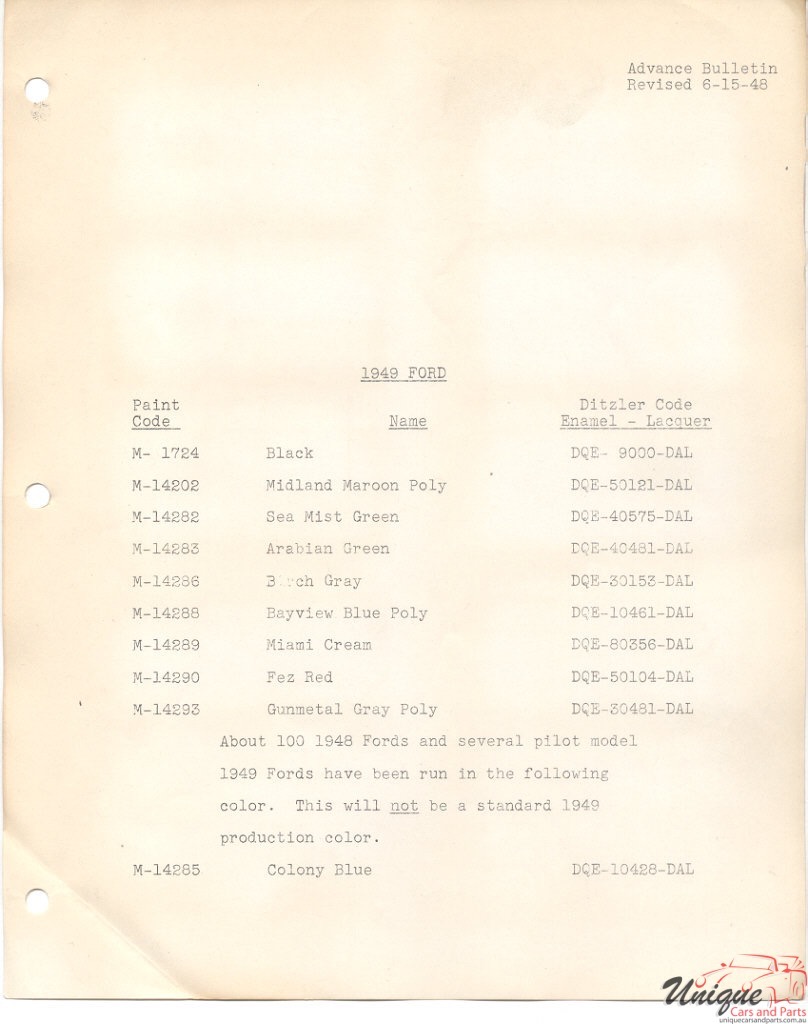 Advance Bulletin
Revised 6-15-48
1949 FORD
Paint Ditzler Code
Code Name Enamel - Lacquer
M- 1724 Black DQE- 9000-DAL
M-14202 Midland Maroon Poly DQE-50121-DAL
M-14282 Sea Mist Green DQE-40575-DAL
M-14283 Arabian Green DQE-40481-DAL
M-14286 Birch Gray DQE-30153-DAL
M-14288 Bayview Blue Poly DQE-10461-DAL
M-14289 Miami Cream DQE-80356-DAL
M-14290 Fez Red DQE-50104-DAL
M-14293 Gunmetal Gray Poly DQE-30481-DAL
About 100 1948 Fords and several pilot model
1949 Fords have been run in the following
color. This will not be a standard 1949
production color.
M-14285 Colony Blue DQE-10428-DAL
Unique
Cars and Parts
uniquecarsandparts.com.au